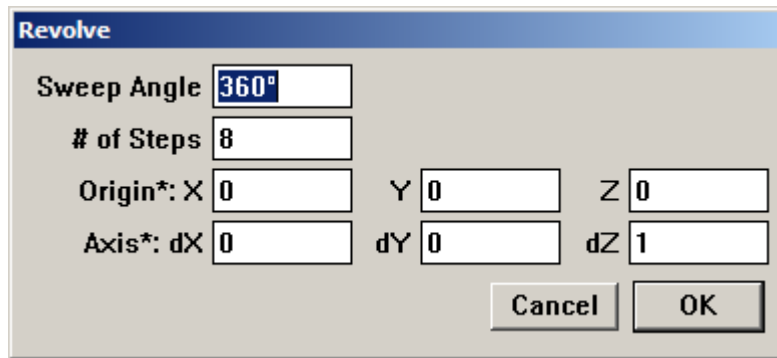 Revolve
Sweep Angle 360°
# of Steps 8
Origin*: X 0 Y 0 Z 0
Axis*: dX 0 dY 0 dZ 1
Cancel OK